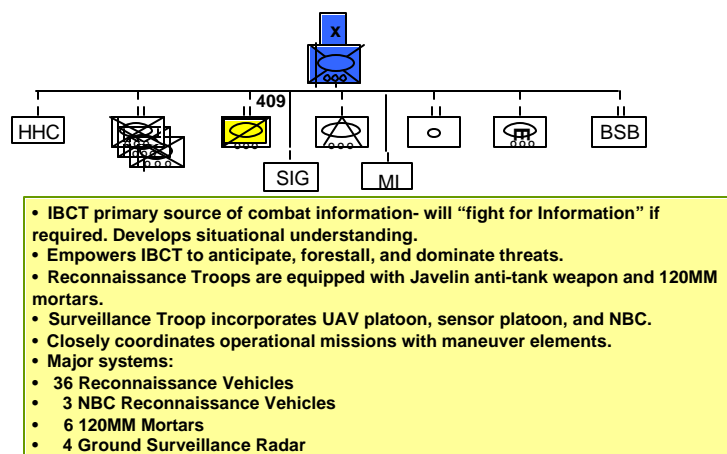 x
409
HHC
BSB
SIG
MI
• IBCT primary source of combat information- will “fight for Information” if
required. Develops situational understanding.
• Empowers IBCT to anticipate, forestall, and dominate threats.
• Reconnaissance Troops are equipped with Javelin anti-tank weapon and 120MM
mortars.
• Surveillance Troop incorporates UAV platoon, sensor platoon, and NBC.
• Closely coordinates operational missions with maneuver elements.
• Major systems:
• 36 Reconnaissance Vehicles
• 3 NBC Reconnaissance Vehicles
• 6 120MM Mortars
• 4 Ground Surveillance Radar